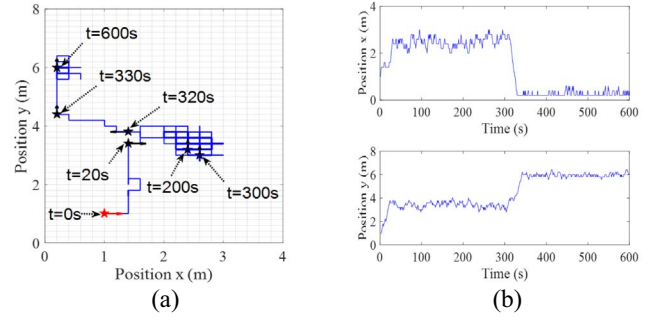 8
6
4
2
0
0
1
2
3
4
Position y (m)
Position x (m)
t=600s
t=330s
t=320s
t=20s
t=200s
t=300s
t=0s
(a)
4
2
0
0 100 200 300 400 500 600
Position x (m)
Time (s)
8
6
4
2
0
0 100 200 300 400 500 600
Position y (m)
Time (s)
(b)